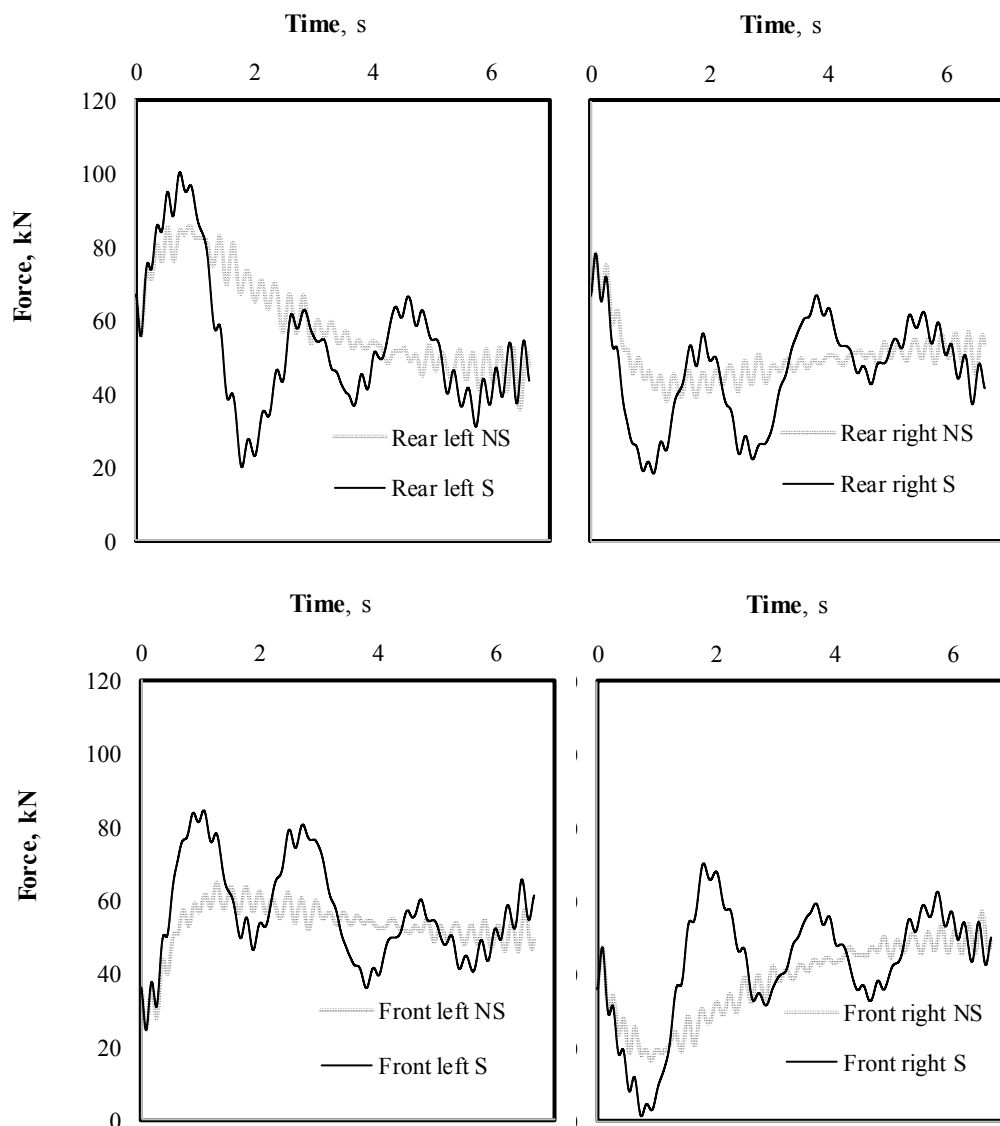 Time, s
0 2 4 6
120
100
80
60
40
20
0
Force, kN
Rear left NS
Rear left S
Time, s
0 2 4 6
Rear right NS
Rear right S
Time, s
0 2 4 6
120
100
80
60
40
20
0
Force, kN
Front left NS
Front left S
Time, s
0 2 4 6
Front right NS
Front right S